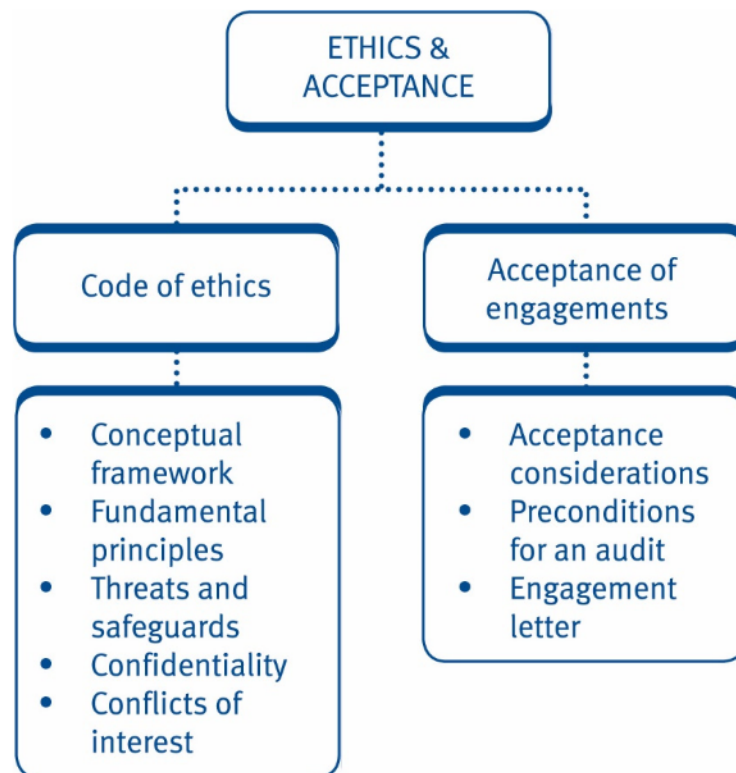 ETHICS &
ACCEPTANCE
Code of ethics
Acceptance of
engagements
• Conceptual
framework
• Fundamental
principles
• Threats and
safeguards
• Confidentiality
• Conflicts of
interest
• Acceptance
considerations
• Preconditions
for an audit
• Engagement
letter